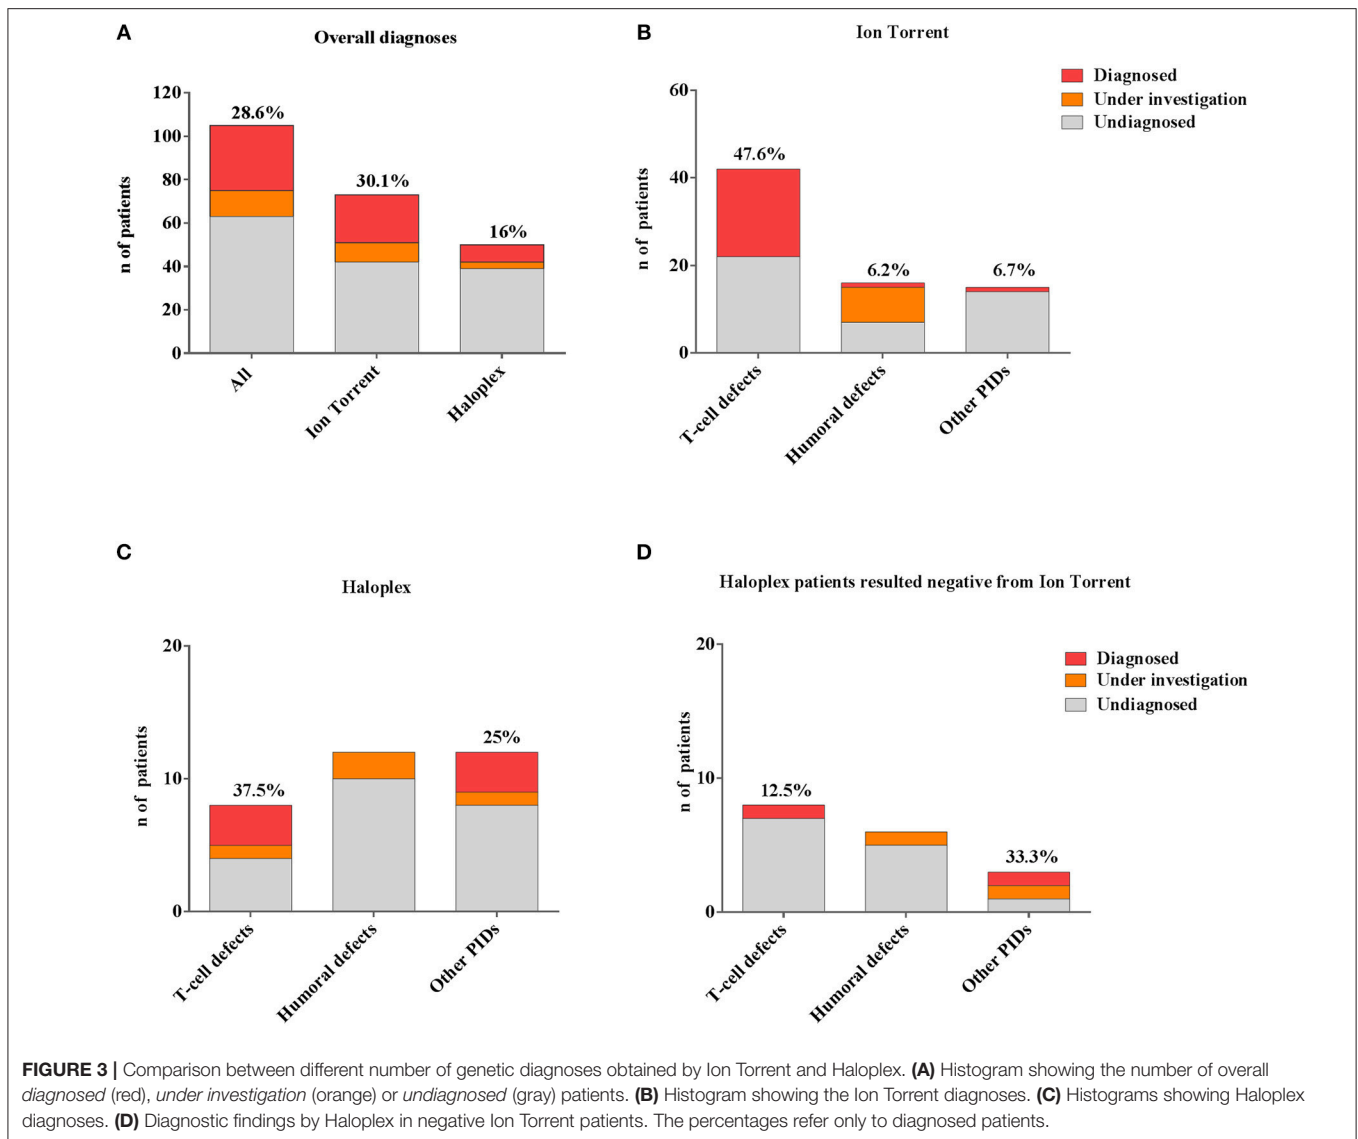 A
Overall diagnoses
120
100
80
60
40
20
0
n of patients
28.6%
30.1%
16%
All
Ion Torrent
Haloplex
B
Ion Torrent
Diagnosed
Under investigation
Undiagnosed
60
40
20
0
n of patients
47.6%
6.2%
6.7%
T-cell defects
Humoral defects
Other PIDs
C
Haloplex
20
10
0
n of patients
37.5%
25%
T-cell defects
Humoral defects
Other PIDs
D
Haloplex patients resulted negative from Ion Torrent
Diagnosed
Under investigation
Undiagnosed
20
10
0
n of patients
12.5%
33.3%
T-cell defects
Humoral defects
Other PIDs
FIGURE 3 | Comparison between different number of genetic diagnoses obtained by Ion Torrent and Haloplex. (A) Histogram showing the number of overall
diagnosed (red), under investigation (orange) or undiagnosed (gray) patients. (B) Histogram showing the Ion Torrent diagnoses. (C) Histograms showing Haloplex
diagnoses. (D) Diagnostic findings by Haloplex in negative Ion Torrent patients. The percentages refer only to diagnosed patients.